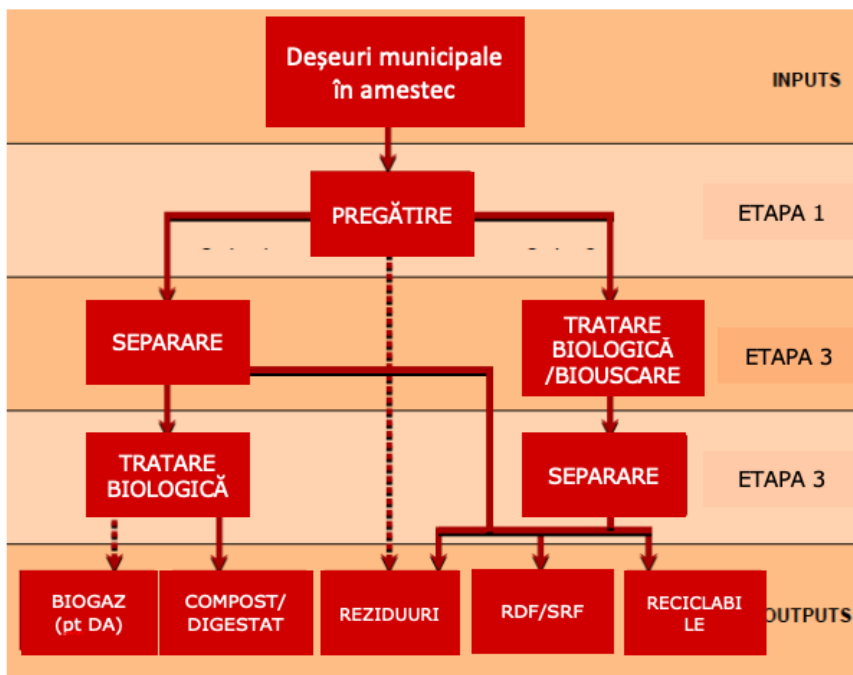 Deșeuri municipale
în amestec
INPUTS
PREGĂTIRE
ETAPA 1
SEPARARE
TRATARE
BIOLOGICĂ
/BIOUSCARE
ETAPA 3
TRATARE
BIOLOGICĂ
SEPARARE
ETAPA 3
BIOGAZ
(pt DA)
COMPOST/
DIGESTAT
REZIDUURI
RDF/SRF
RECICLABI
LE
OUTPUTS